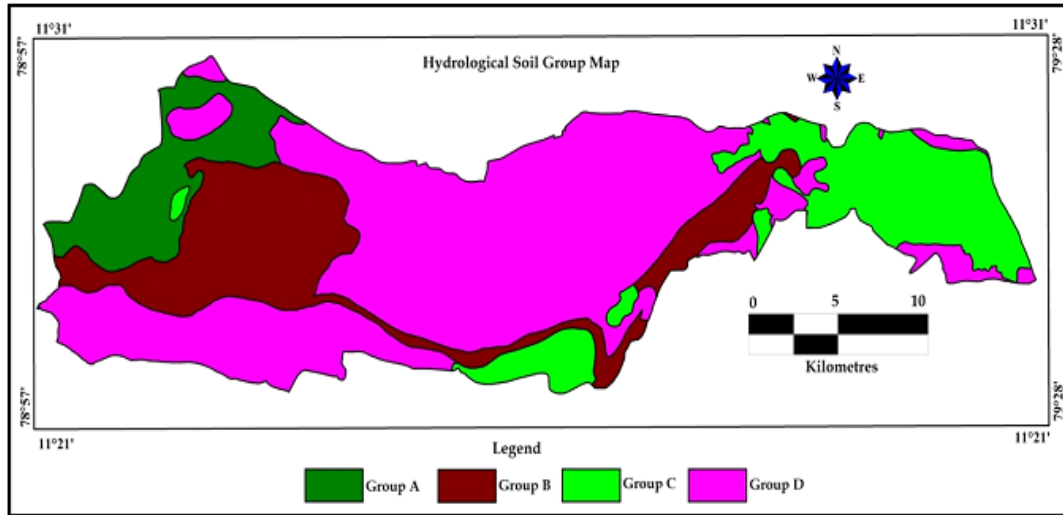 11°31' 11°31'
78°57' 79°28'
Hydrological Soil Group Map
N
W E
S
0 5 10
Kilometres
78°57' 79°28'
11°21' 11°21'
Legend
Group A Group B Group C Group D